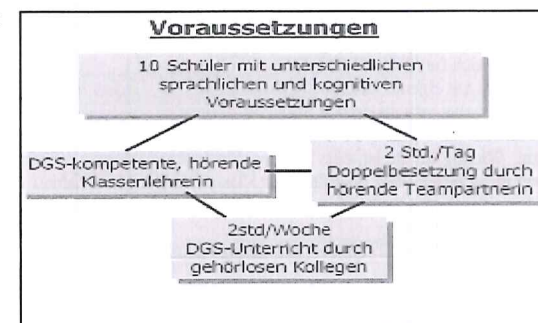 Voraussetzungen
10 Schüler mit unterschiedlichen
sprachlichen und kognitiven
Voraussetzungen
DGS-kompetente, hörende
Klassenlehrerin
2 Std./Tag
Doppelbesetzung durch
hörende Teampartnerin
2std/Woche
DGS-Unterricht durch
gehörlosen Kollegen